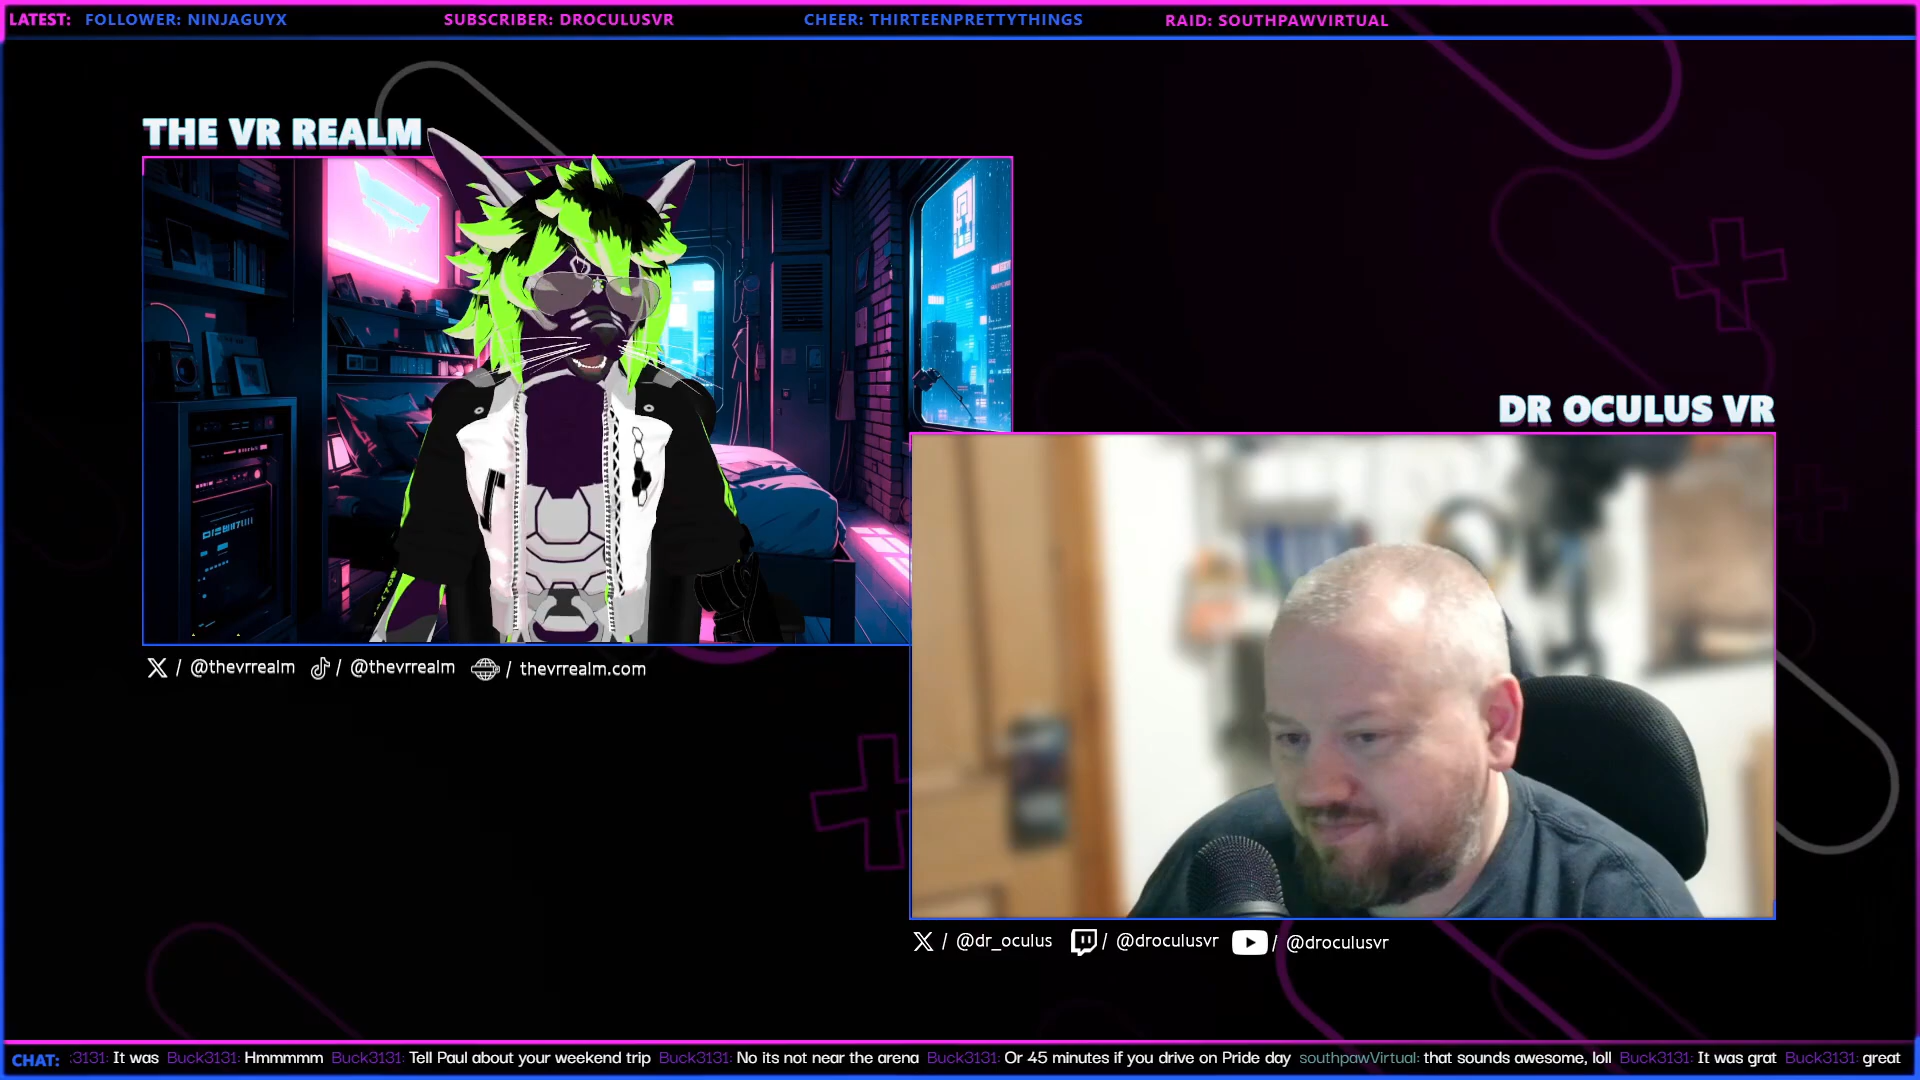 LATEST: FOLLOWER: NINJAGUYX SUBSCRIBER: DROCULUSVR CHEER: THIRTEENPRETTYTHINGS RAID: SOUTHPAWVIRTUAL
THE VR REALM
/ @thevrrealm / @thevrrealm / thevrrealm.com
DR OCULUS VR
/ @dr_oculus / @droculusvr / @droculusvr
CHAT: :3131: It was Buck3131: Hmmmmm Buck3131: Tell Paul about your weekend trip Buck3131: No its not near the arena Buck3131: Or 45 minutes if you drive on Pride day southpawVirtual: that sounds awesome, loll Buck3131: It was grat Buck3131: great